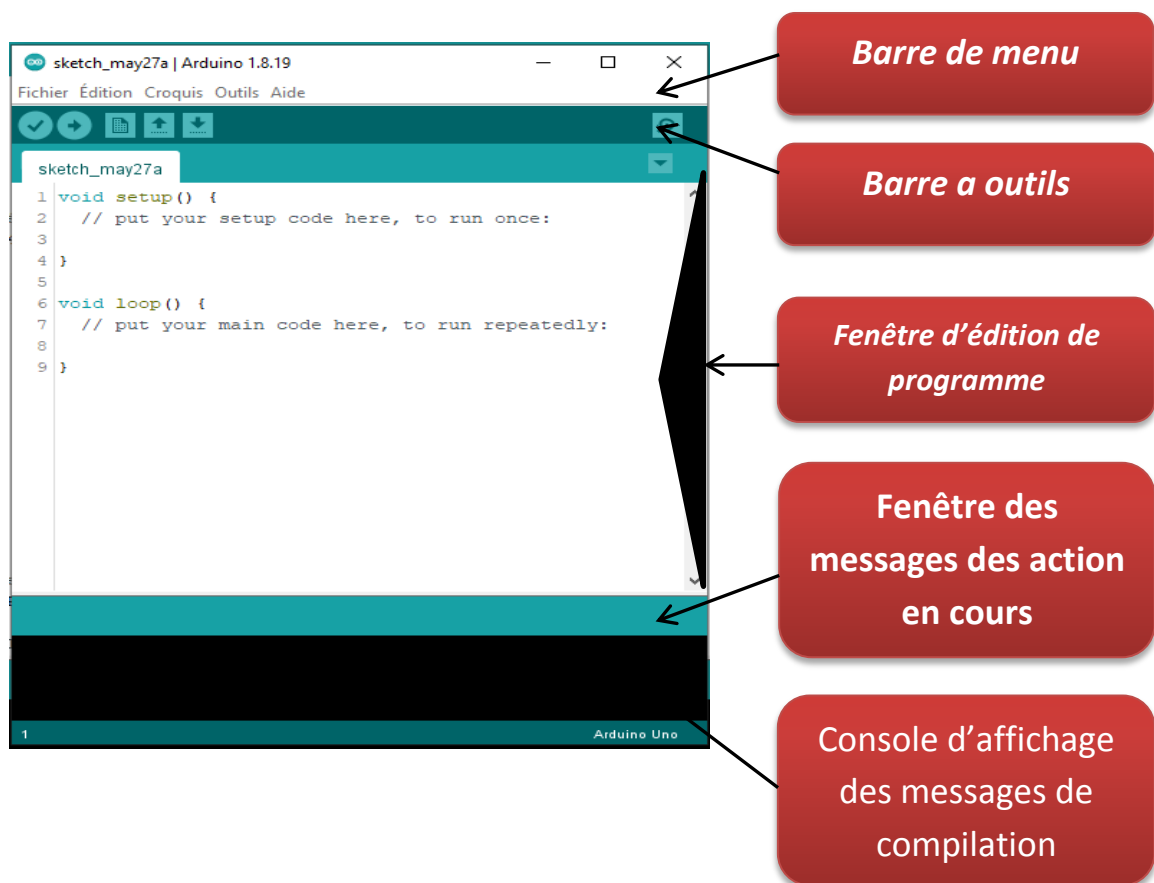 sketch_may27a | Arduino 1.8.19
Fichier Édition Croquis Outils Aide
sketch_may27a
1 void setup() {
2 // put your setup code here, to run once:
3
4 }
5
6 void loop() {
7 // put your main code here, to run repeatedly:
8
9 }
1 Arduino Uno
Barre de menu
Barre a outils
Fenêtre d’édition de
programme
Fenêtre des
messages des action
en cours
Console d’affichage
des messages de
compilation